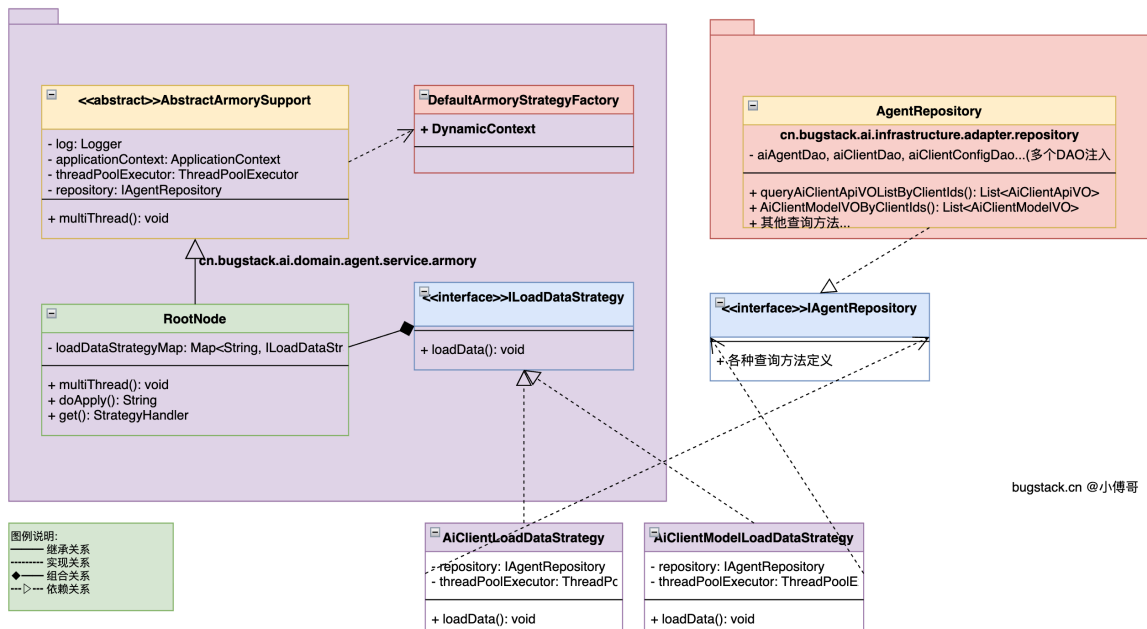 <<abstract>>AbstractArmorySupport
- log: Logger
- applicationContext: ApplicationContext
- threadPoolExecutor: ThreadPoolExecutor
- repository: IAgentRepository
+ multiThread(): void
DefaultArmoryStrategyFactory
+ DynamicContext
AgentRepository
cn.bugstack.ai.infrastructure.adapter.repository
- aiAgentDao, aiClientDao, aiClientConfigDao...(多个DAO注入
+ queryAiClientApiVOListByClientIds(): List<AiClientApiVO>
+ AiClientModelVOByClientIds(): List<AiClientModelVO>
+ 其他查询方法...
cn.bugstack.ai.domain.agent.service.armory
RootNode
- loadDataStrategyMap: Map<String, ILoadDataStr
+ multiThread(): void
+ doApply(): String
+ get(): StrategyHandler
<<interface>>ILoadDataStrategy
+ loadData(): void
<<interface>>IAgentRepository
+ 各种查询方法定义
bugstack.cn @小傅哥
图例说明:
继承关系
实现关系
组合关系
依赖关系
AiClientLoadDataStrategy
- repository: IAgentRepository
- threadPoolExecutor: ThreadPc
+ loadData(): void
AiClientModelLoadDataStrategy
- repository: IAgentRepository
- threadPoolExecutor: ThreadPoolE
+ loadData(): void